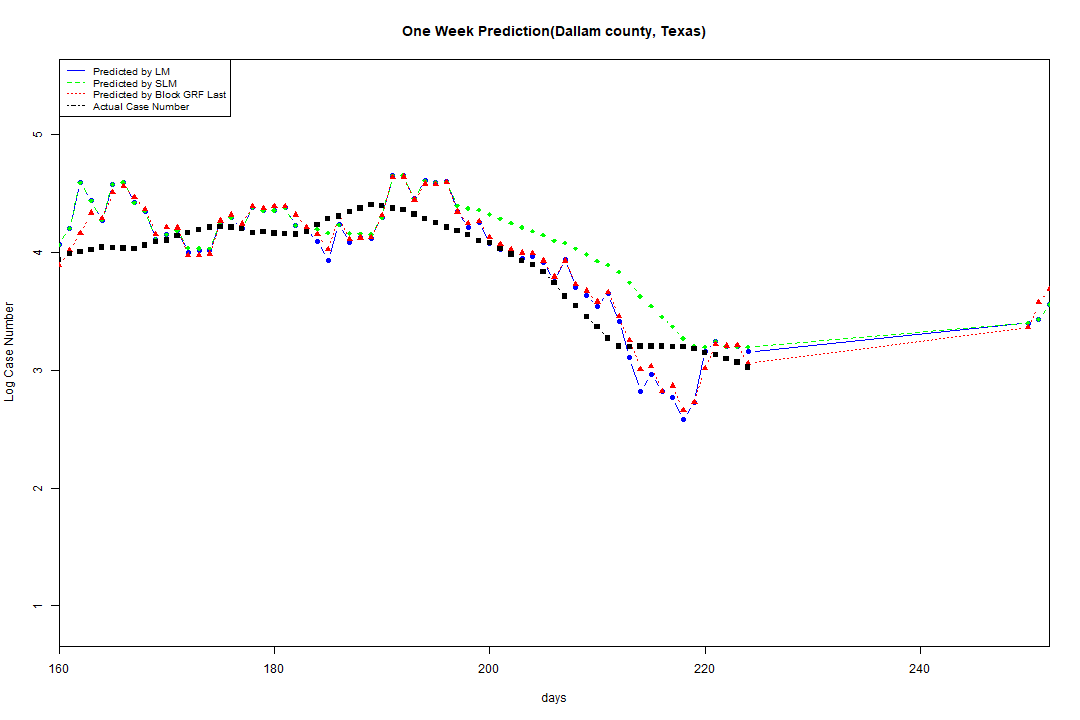 One Week Prediction(Dallam county, Texas)
Predicted by LM
Predicted by SLM
Predicted by Block GRF Last
Actual Case Number
5
4
3
2
1
Log Case Number
160 180 200 220 240
days